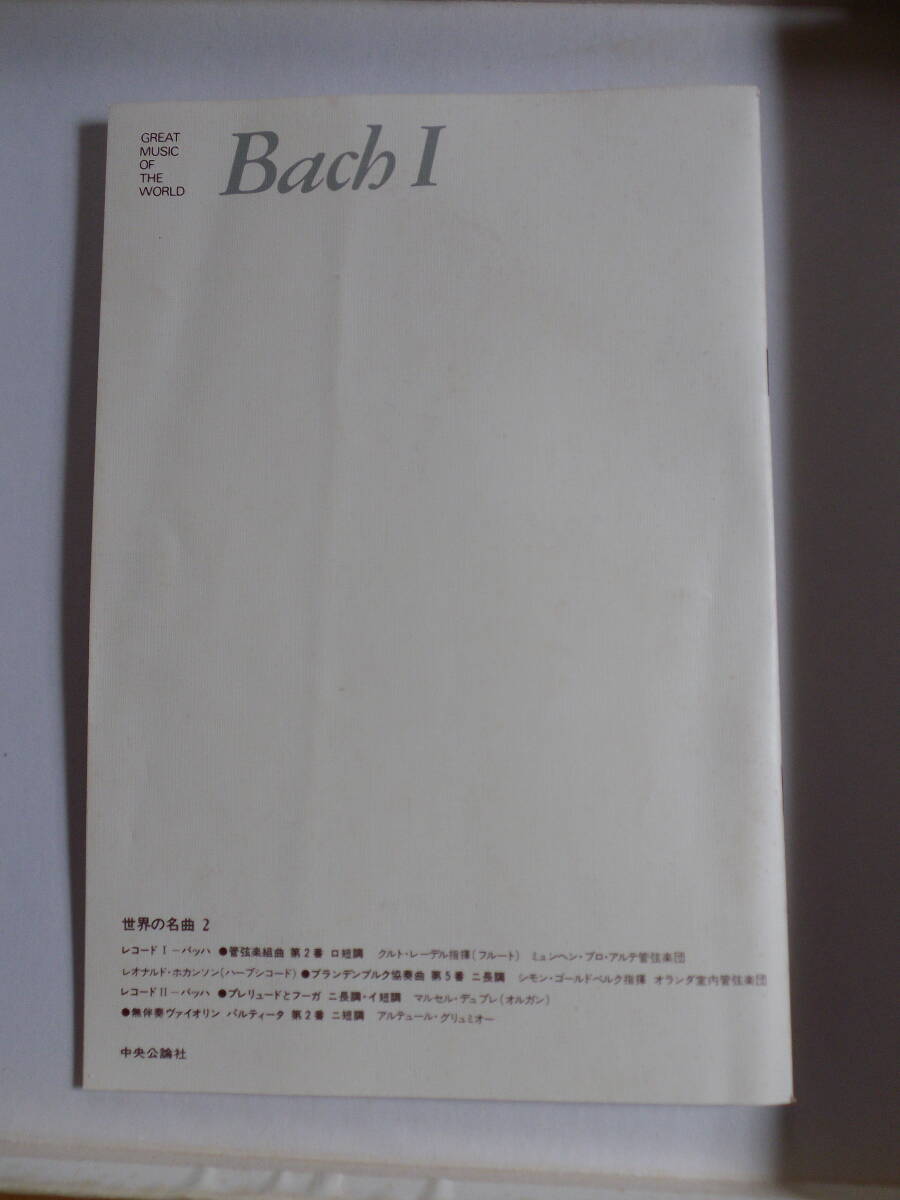 GREAT
MUSIC
OF
THE
WORLD
Bach I
世界の名曲 2
レコード I −バッハ ●管弦楽組曲 第2番 ロ短調 クルト・レーデル指揮(フルート) ミュンヘン・プロ・アルテ管弦楽団
レオナルド・ホカンソン(ハープシコード) ●ブランデンブルク協奏曲 第5番 ニ長調 シモン・ゴールドベルク指揮 オランダ室内管弦楽団
レコード II −バッハ ●プレリュードとフーガ ニ長調・イ短調 マルセル・デュプレ(オルガン)
●無伴奏ヴァイオリン パルティータ 第2番 ニ短調 アルテュール・グリュミオー
中央公論社